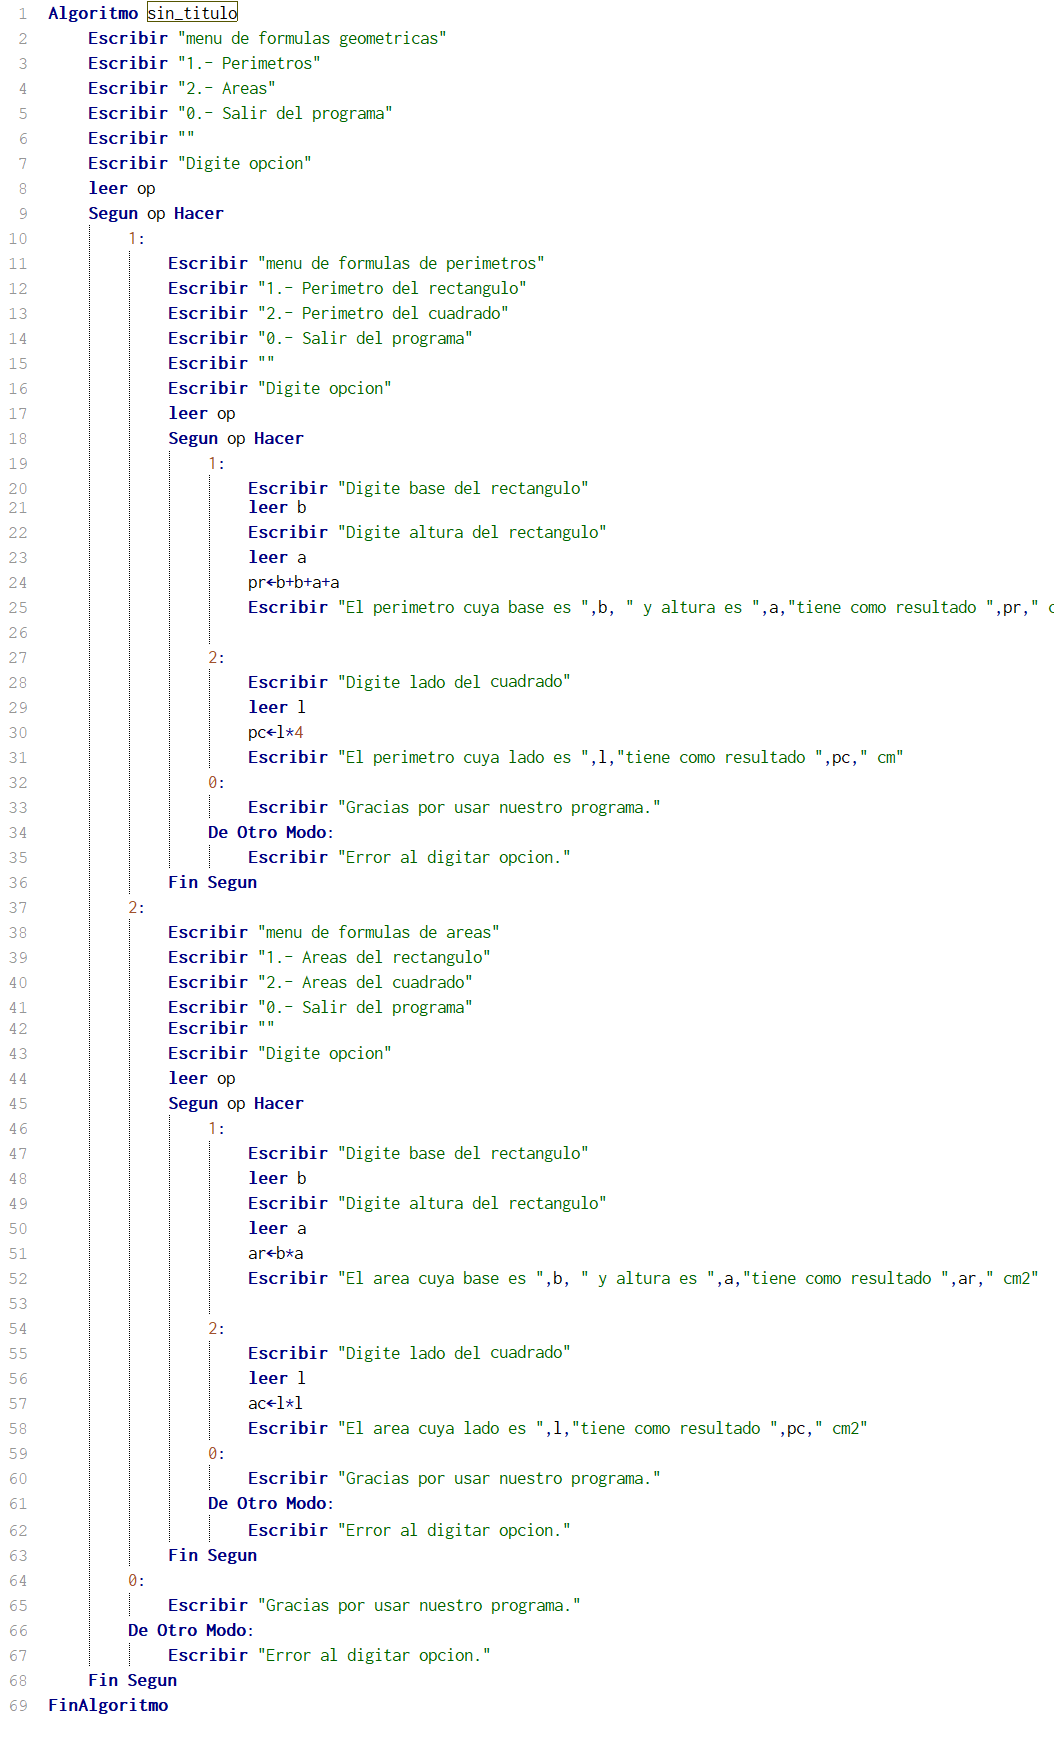 1 Algoritmo sin_titulo
2 Escribir "menu de formulas geometricas"
3 Escribir "1.- Perimetros"
4 Escribir "2.- Areas"
5 Escribir "0.- Salir del programa"
6 Escribir ""
7 Escribir "Digite opcion"
8 leer op
9 Segun op Hacer
10 1:
11 Escribir "menu de formulas de perimetros"
12 Escribir "1.- Perimetro del rectangulo"
13 Escribir "2.- Perimetro del cuadrado"
14 Escribir "0.- Salir del programa"
15 Escribir ""
16 Escribir "Digite opcion"
17 leer op
18 Segun op Hacer
19 1:
20 Escribir "Digite base del rectangulo"
21 leer b
22 Escribir "Digite altura del rectangulo"
23 leer a
24 pr←b+b+a+a
25 Escribir "El perimetro cuya base es ",b, " y altura es ",a,"tiene como resultado ",pr," c
26
27 2:
28 Escribir "Digite lado del cuadrado"
29 leer l
30 pc←l*4
31 Escribir "El perimetro cuya lado es ",l,"tiene como resultado ",pc," cm"
32 0:
33 Escribir "Gracias por usar nuestro programa."
34 De Otro Modo:
35 Escribir "Error al digitar opcion."
36 Fin Segun
37 2:
38 Escribir "menu de formulas de areas"
39 Escribir "1.- Areas del rectangulo"
40 Escribir "2.- Areas del cuadrado"
41 Escribir "0.- Salir del programa"
42 Escribir ""
43 Escribir "Digite opcion"
44 leer op
45 Segun op Hacer
46 1:
47 Escribir "Digite base del rectangulo"
48 leer b
49 Escribir "Digite altura del rectangulo"
50 leer a
51 ar←b*a
52 Escribir "El area cuya base es ",b, " y altura es ",a,"tiene como resultado ",ar," cm2"
53
54 2:
55 Escribir "Digite lado del cuadrado"
56 leer l
57 ac←l*l
58 Escribir "El area cuya lado es ",l,"tiene como resultado ",pc," cm2"
59 0:
60 Escribir "Gracias por usar nuestro programa."
61 De Otro Modo:
62 Escribir "Error al digitar opcion."
63 Fin Segun
64 0:
65 Escribir "Gracias por usar nuestro programa."
66 De Otro Modo:
67 Escribir "Error al digitar opcion."
68 Fin Segun
69 FinAlgoritmo